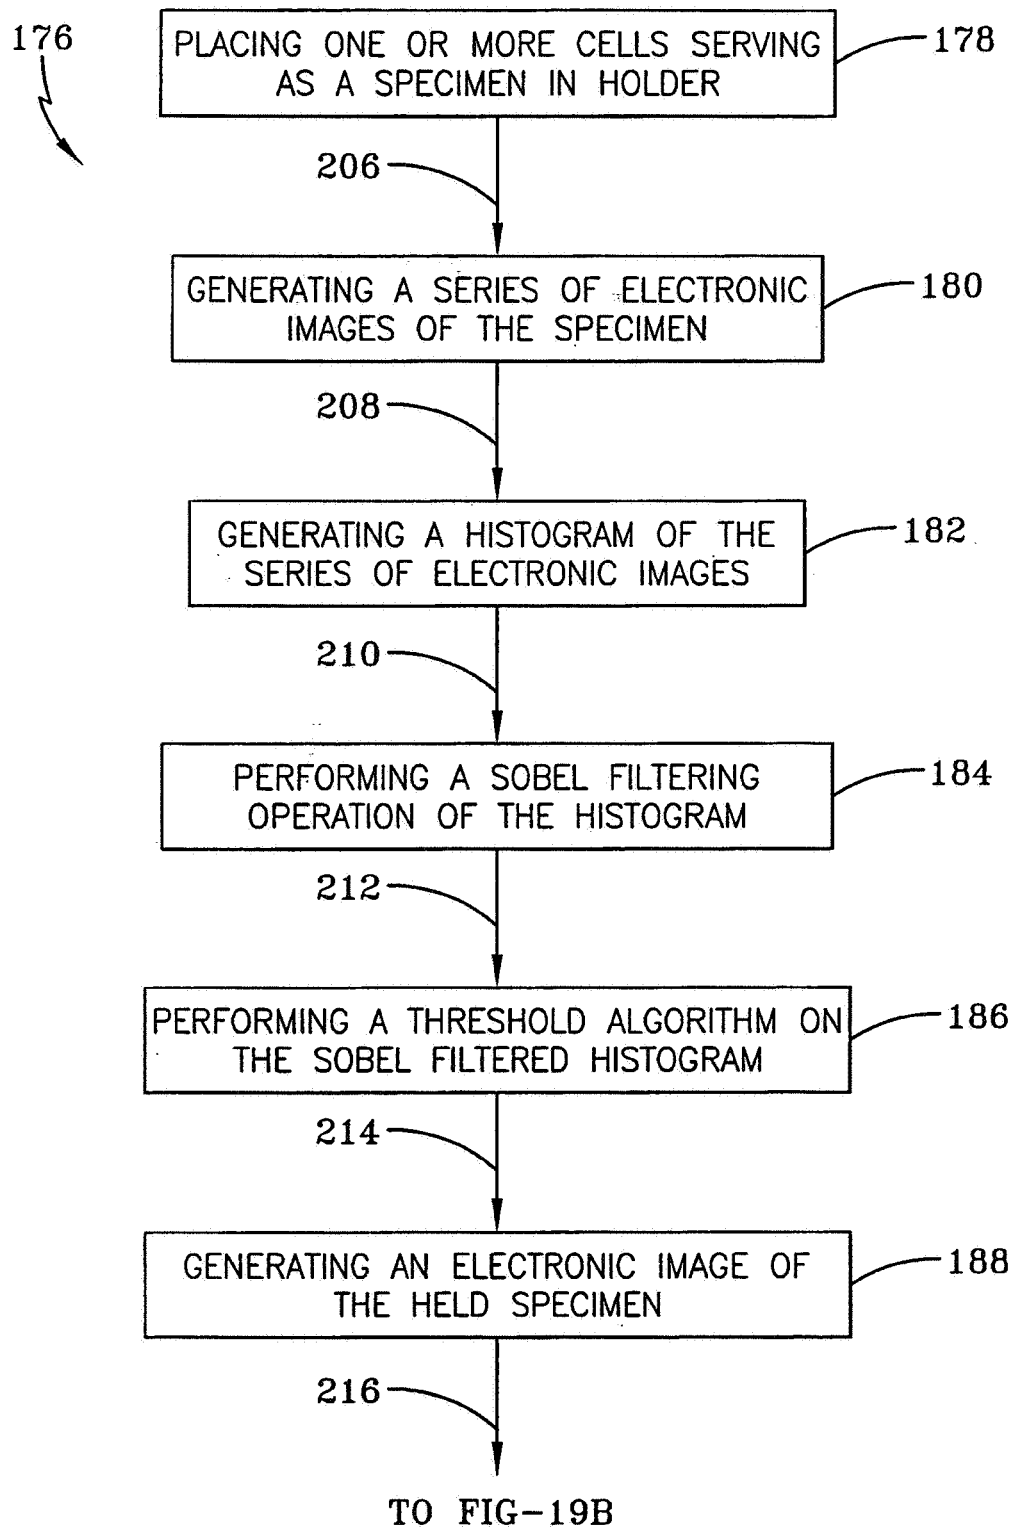 176
PLACING ONE OR MORE CELLS SERVING
AS A SPECIMEN IN HOLDER
178
206
GENERATING A SERIES OF ELECTRONIC
IMAGES OF THE SPECIMEN
180
208
GENERATING A HISTOGRAM OF THE
SERIES OF ELECTRONIC IMAGES
182
210
PERFORMING A SOBEL FILTERING
OPERATION OF THE HISTOGRAM
184
212
PERFORMING A THRESHOLD ALGORITHM ON
THE SOBEL FILTERED HISTOGRAM
186
214
GENERATING AN ELECTRONIC IMAGE OF
THE HELD SPECIMEN
188
216
TO FIG-19B